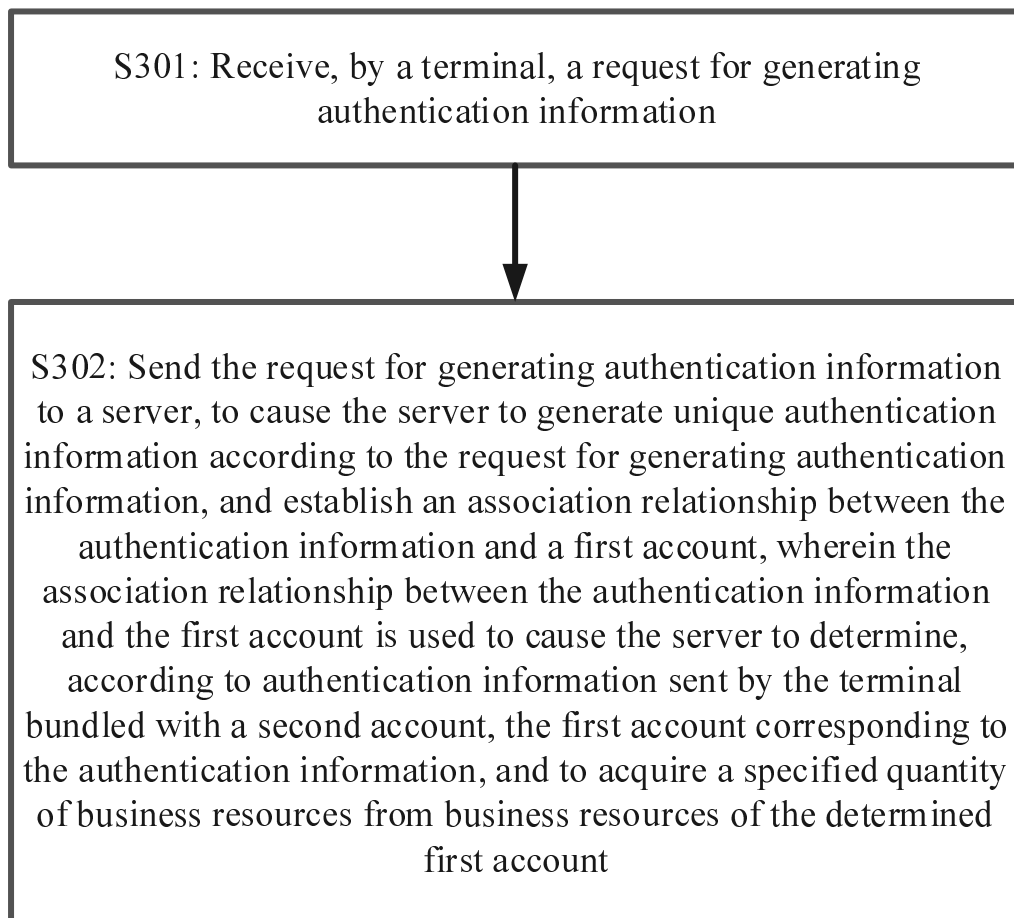 S301: Receive, by a terminal, a request for generating
authentication information
S302: Send the request for generating authentication information
to a server, to cause the server to generate unique authentication
information according to the request for generating authentication
information, and establish an association relationship between the
authentication information and a first account, wherein the
association relationship between the authentication information
and the first account is used to cause the server to determine,
according to authentication information sent by the terminal
bundled with a second account, the first account corresponding to
the authentication information, and to acquire a specified quantity
of business resources from business resources of the determined
first account